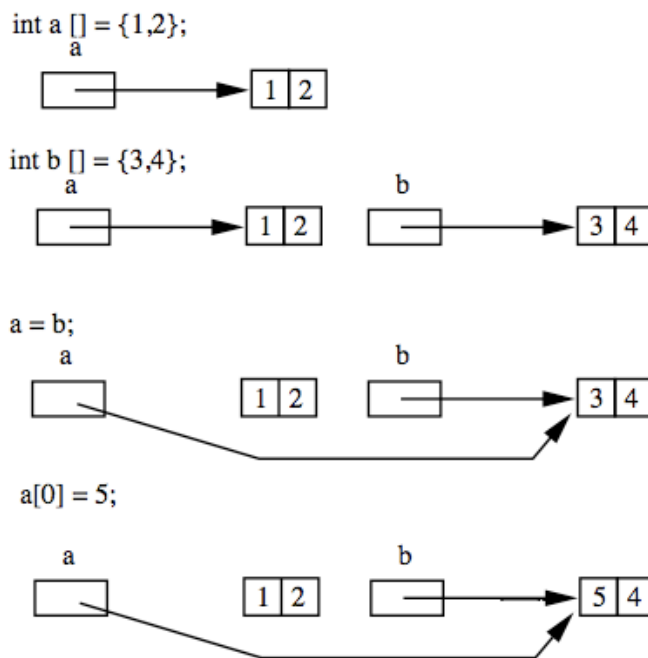 int a [] = {1,2};
a
1 2
int b [] = {3,4};
a b
1 2 3 4
a = b;
a b
1 2 3 4
a[0] = 5;
a b
1 2 5 4